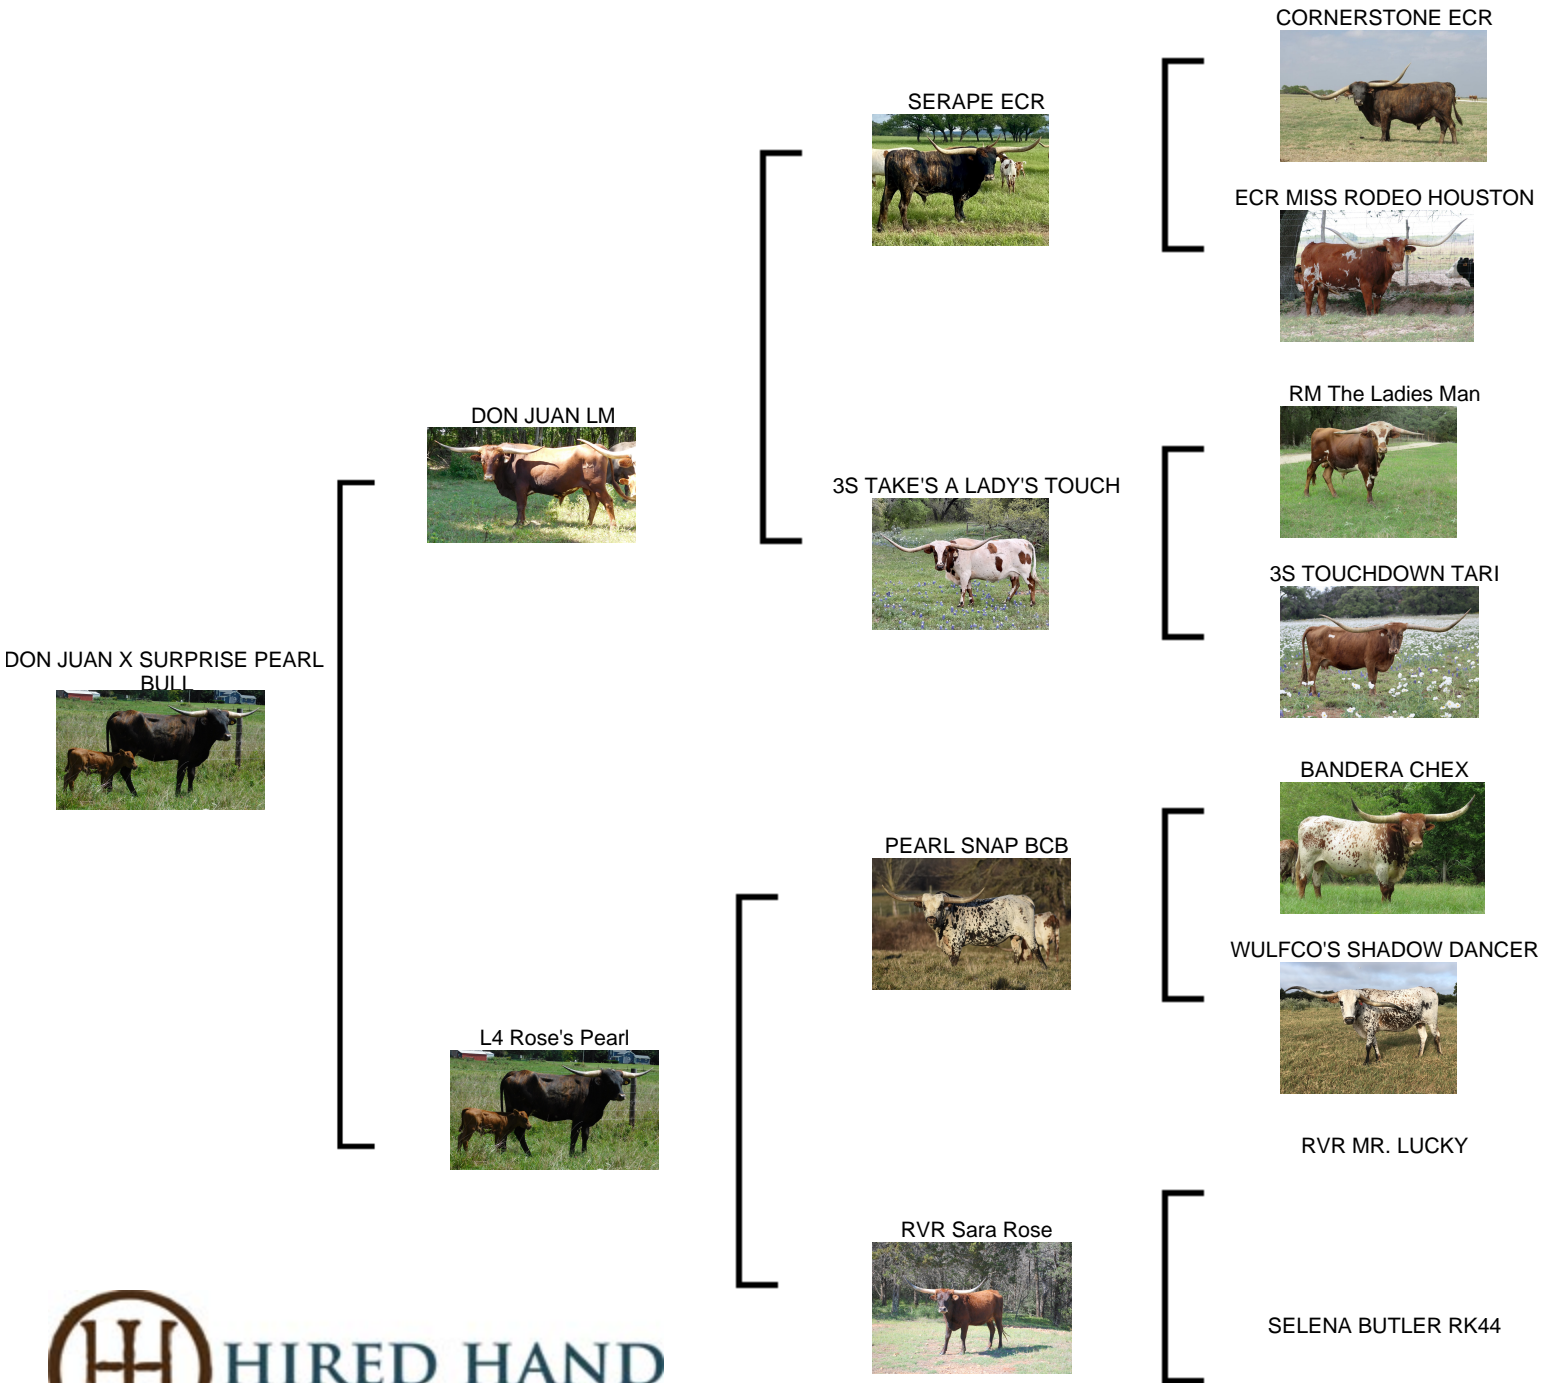 CORNERSTONE ECR
SERAPE ECR
ECR MISS RODEO HOUSTON
RM The Ladies Man
DON JUAN LM
3S TAKE'S A LADY'S TOUCH
3S TOUCHDOWN TARI
DON JUAN X SURPRISE PEARL
BULL
BANDERA CHEX
PEARL SNAP BCB
WULFCO'S SHADOW DANCER
L4 Rose's Pearl
RVR MR. LUCKY
RVR Sara Rose
SELENA BUTLER RK44
HIRED HAND